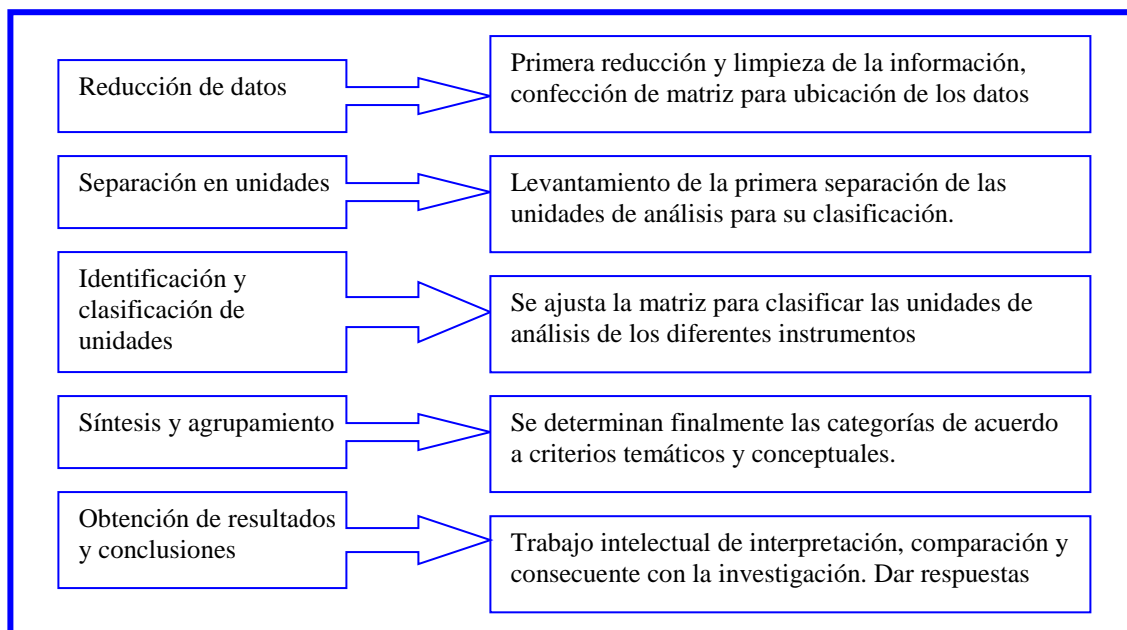 Reducción de datos
Primera reducción y limpieza de la información,
confección de matriz para ubicación de los datos
Separación en unidades
Levantamiento de la primera separación de las
unidades de análisis para su clasificación.
Identificación y
clasificación de
unidades
Se ajusta la matriz para clasificar las unidades de
análisis de los diferentes instrumentos
Síntesis y agrupamiento
Se determinan finalmente las categorías de acuerdo
a criterios temáticos y conceptuales.
Obtención de resultados
y conclusiones
Trabajo intelectual de interpretación, comparación y
consecuente con la investigación. Dar respuestas